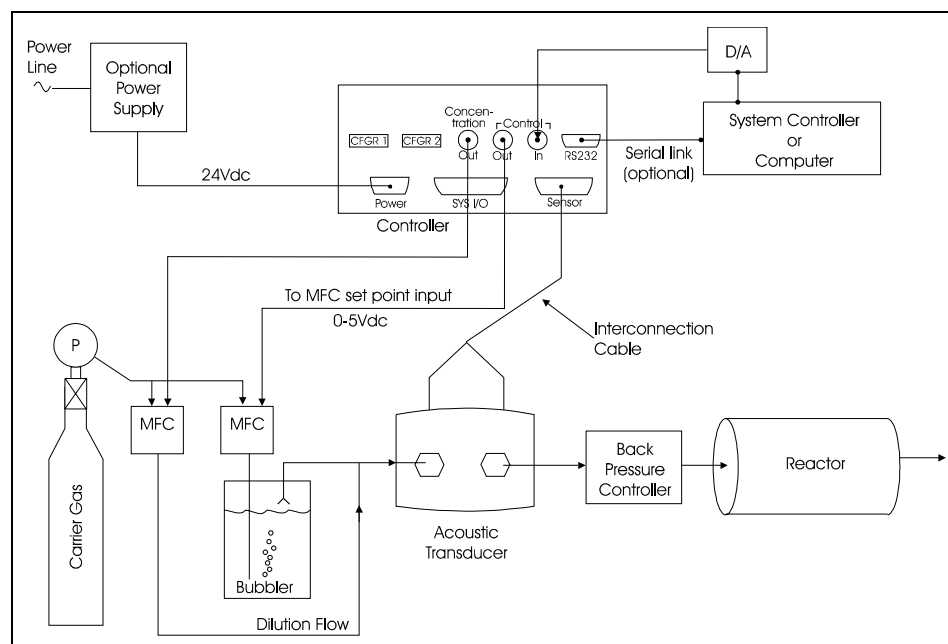 Power
Line
Optional
Power
Supply
D/A
System Controller
or
Computer
Concen-
tration
Control
CFGR 1
CFGR 2
Out
Out
In
RS232
Serial link
(optional)
24Vdc
Power
SYS I/O
Sensor
Controller
To MFC set point input
0-5Vdc
Interconnection
Cable
P
MFC
MFC
Carrier Gas
Back
Pressure
Controller
Reactor
Acoustic
Transducer
Bubbler
Dilution Flow